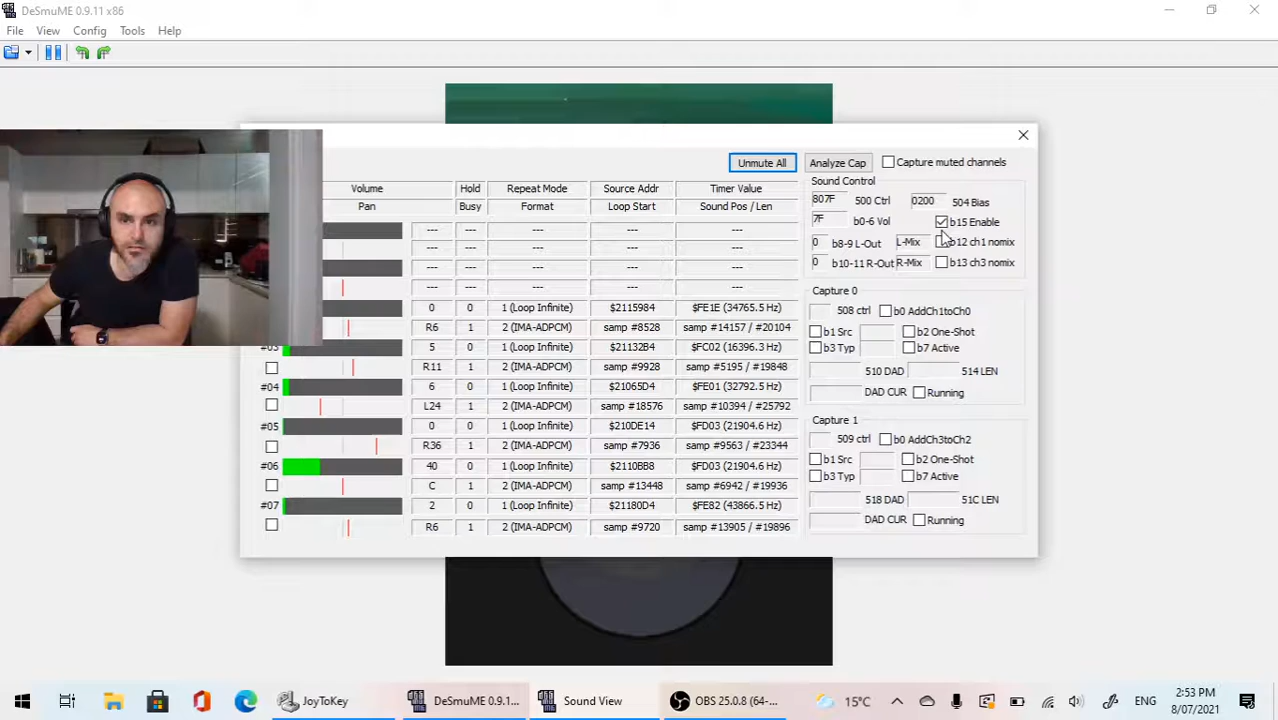 DeSmuME 0.9.11 x86
File View Config Tools Help
Unmute All Analyze Cap Capture muted channels
Volume Hold Repeat Mode Source Addr Timer Value
Pan Busy Format Loop Start Sound Pos / Len
--- --- --- --- ---
--- --- --- --- ---
--- --- --- --- ---
--- --- --- --- ---
0 0 1 (Loop Infinite) $2115984 $FE1E (34765.5 Hz)
R6 1 2 (IMA-ADPCM) samp #8528 samp #14157 / #20104
#03 5 0 1 (Loop Infinite) $21132B4 $FC02 (16396.3 Hz)
R11 1 2 (IMA-ADPCM) samp #9928 samp #5195 / #19848
#04 6 0 1 (Loop Infinite) $21065D4 $FE01 (32792.5 Hz)
L24 1 2 (IMA-ADPCM) samp #18576 samp #10394 / #25792
#05 0 0 1 (Loop Infinite) $210DE14 $FD03 (21904.6 Hz)
R36 1 2 (IMA-ADPCM) samp #7936 samp #9563 / #23344
#06 40 0 1 (Loop Infinite) $2110BB8 $FD03 (21904.6 Hz)
C 1 2 (IMA-ADPCM) samp #13448 samp #6942 / #19936
#07 2 0 1 (Loop Infinite) $21180D4 $FE82 (43866.5 Hz)
R6 1 2 (IMA-ADPCM) samp #9720 samp #13905 / #19896
Sound Control
807F 500 Ctrl 0200 504 Bias
7F b0-6 Vol b15 Enable
0 b8-9 L-Out L-Mix b12 ch1 nomix
0 b10-11 R-Out R-Mix b13 ch3 nomix
Capture 0
508 ctrl b0 AddCh1toCh0
b1 Src b2 One-Shot
b3 Typ b7 Active
510 DAD 514 LEN
DAD CUR Running
Capture 1
509 ctrl b0 AddCh3toCh2
b1 Src b2 One-Shot
b3 Typ b7 Active
518 DAD 51C LEN
DAD CUR Running
JoyToKey DeSmuME 0.9.1... Sound View OBS 25.0.8 (64-... 15°C ENG 2:53 PM
8/07/2021